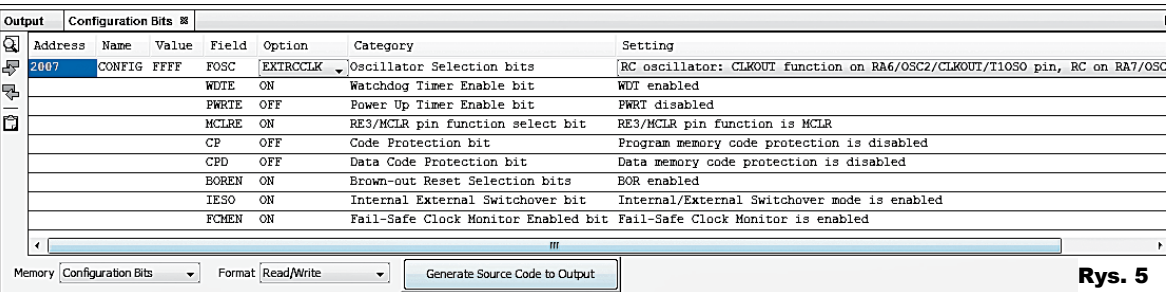 Output Configuration Bits
Address Name Value Field Option Category Setting
2007 CONFIG FFFF FOSC EXTRCCLK Oscillator Selection bits RC oscillator: CLKOUT function on RA6/OSC2/CLKOUT/T1OSO pin, RC on RA7/OSC
WDTE ON Watchdog Timer Enable bit WDT enabled
PWRTE OFF Power Up Timer Enable bit PWRT disabled
MCLRE ON RE3/MCLR pin function select bit RE3/MCLR pin function is MCLR
CP OFF Code Protection bit Program memory code protection is disabled
CPD OFF Data Code Protection bit Data memory code protection is disabled
BOREN ON Brown-out Reset Selection bits BOR enabled
IESO ON Internal External Switchover bit Internal/External Switchover mode is enabled
FCMEN ON Fail-Safe Clock Monitor Enabled bit Fail-Safe Clock Monitor is enabled
Memory Configuration Bits Format Read/Write Generate Source Code to Output Rys. 5